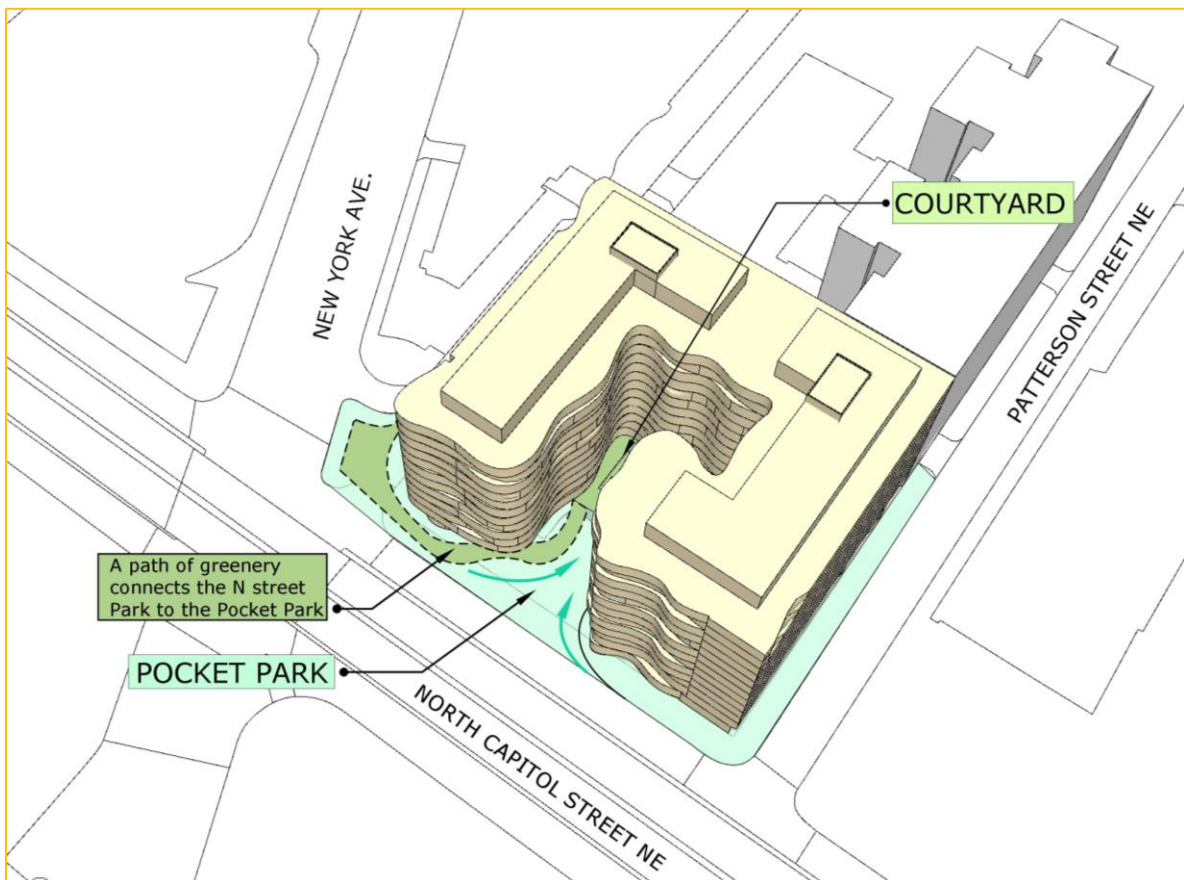 COURTYARD
NEW YORK AVE.
PATTERSON STREET NE
A path of greenery
connects the N street
Park to the Pocket Park
POCKET PARK
NORTH CAPITOL STREET NE